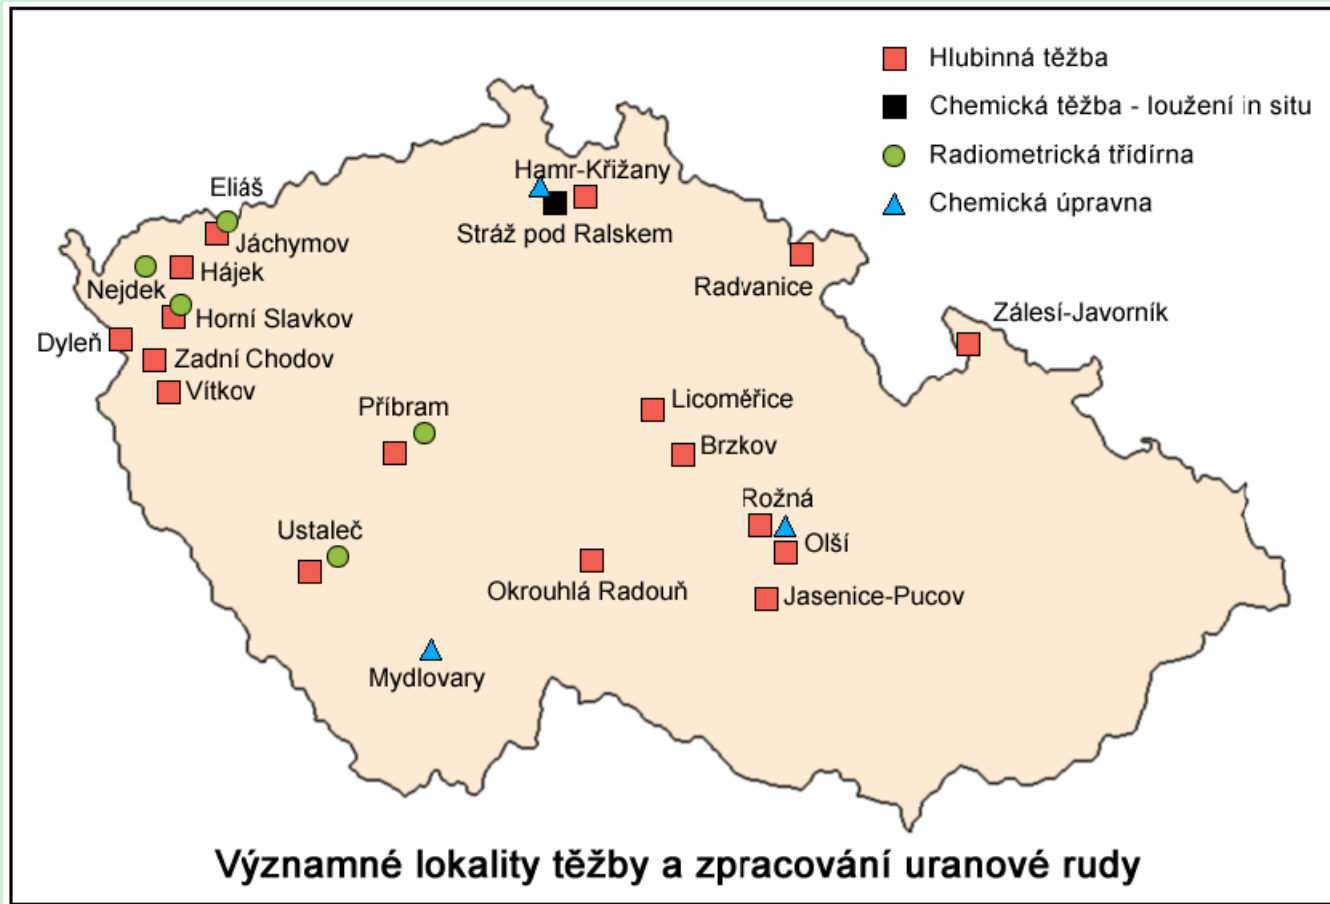 Hlubinná těžba
Chemická těžba - loužení in situ
Radiometrická třídírna
Chemická úpravna
Hamr-Křižany
Stráž pod Ralskem
Eliáš
Jáchymov
Hájek
Nejdek
Horní Slavkov
Dyleň
Zadní Chodov
Vítkov
Radvanice
Zálesí-Javorník
Příbram
Licoměřice
Brzkov
Rožná
Olší
Ustaleč
Okrouhlá Radouň
Jasenice-Pucov
Mydlovary
Významné lokality těžby a zpracování uranové rudy